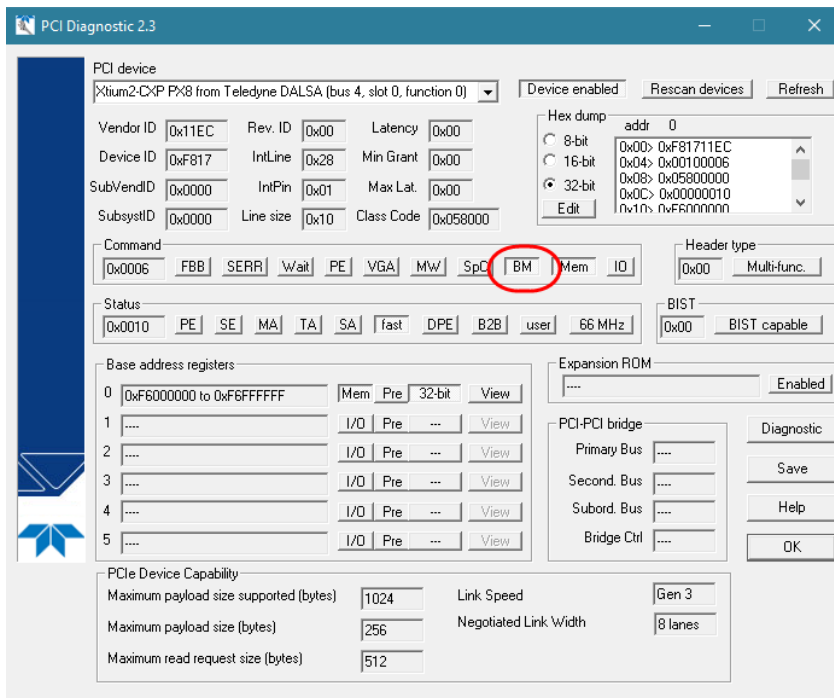 PCI Diagnostic 2.3
PCI device
Xtium2-CXP PX8 from Teledyne DALSA (bus 4, slot 0, function 0) Device enabled Rescan devices Refresh
Vendor ID 0x11EC Rev. ID 0x00 Latency 0x00
Device ID 0xF817 IntLine 0x28 Min Grant 0x00
SubVendID 0x0000 IntPin 0x01 Max Lat. 0x00
SubsystID 0x0000 Line size 0x10 Class Code 0x058000
Hex dump addr 0
8-bit 0x00> 0xF81711EC
16-bit 0x04> 0x00100006
0x08> 0x05800000
32-bit 0x0C> 0x00000010
Edit 0x10> 0xF6000000
Command
0x0006 FBB SERR Wait PE VGA MW SpC BM Mem IO
Header type
0x00 Multi-func.
Status
0x0010 PE SE MA TA SA fast DPE B2B user 66 MHz
BIST
0x00 BIST capable
Base address registers
0 0xF6000000 to 0xF6FFFFFF Mem Pre 32-bit View
1 ---- I/O Pre --- View
2 ---- I/O Pre --- View
3 ---- I/O Pre --- View
4 ---- I/O Pre --- View
5 ---- I/O Pre --- View
Expansion ROM
---- Enabled
PCI-PCI bridge
Primary Bus ----
Second. Bus ----
Subord. Bus ----
Bridge Ctrl ----
Diagnostic
Save
Help
OK
PCIe Device Capability
Maximum payload size supported (bytes) 1024 Link Speed Gen 3
Maximum payload size (bytes) 256 Negotiated Link Width 8 lanes
Maximum read request size (bytes) 512